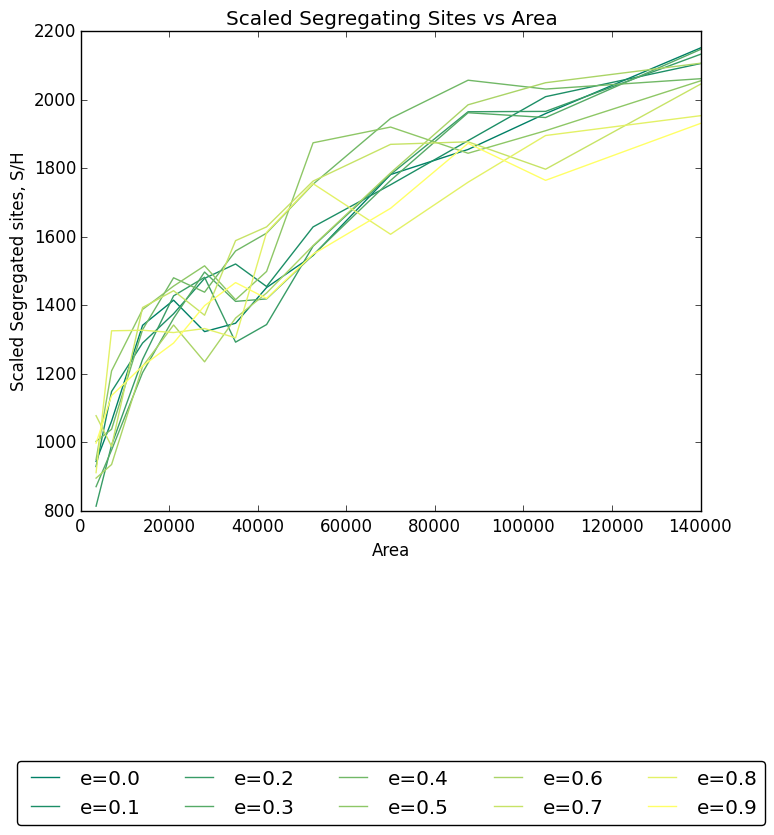 Scaled Segregating Sites vs Area
2200
2000
1800
1600
1400
1200
1000
800
Scaled Segregated sites, S/H
0 20000 40000 60000 80000 100000 120000 140000
Area
e=0.0 e=0.2 e=0.4 e=0.6 e=0.8
e=0.1 e=0.3 e=0.5 e=0.7 e=0.9